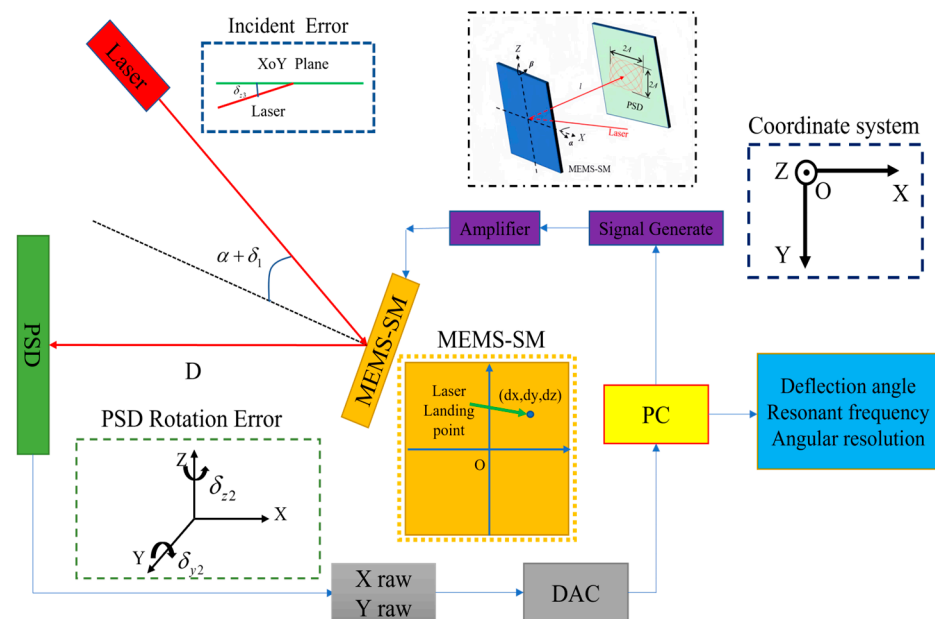 Incident Error
XoY Plane
δz1
Laser
Laser
Z
β
2A
2A
l
PSD
Laser
X
α
MEMS-SM
Coordinate system
Z
O
X
Y
Amplifier
Signal Generate
α + δ1
PSD
D
MEMS-SM
MEMS-SM
Laser
Landing
point
(dx,dy,dz)
O
PC
Deflection angle
Resonant frequency
Angular resolution
PSD Rotation Error
Z
δz2
X
Y
δy2
X raw
Y raw
DAC